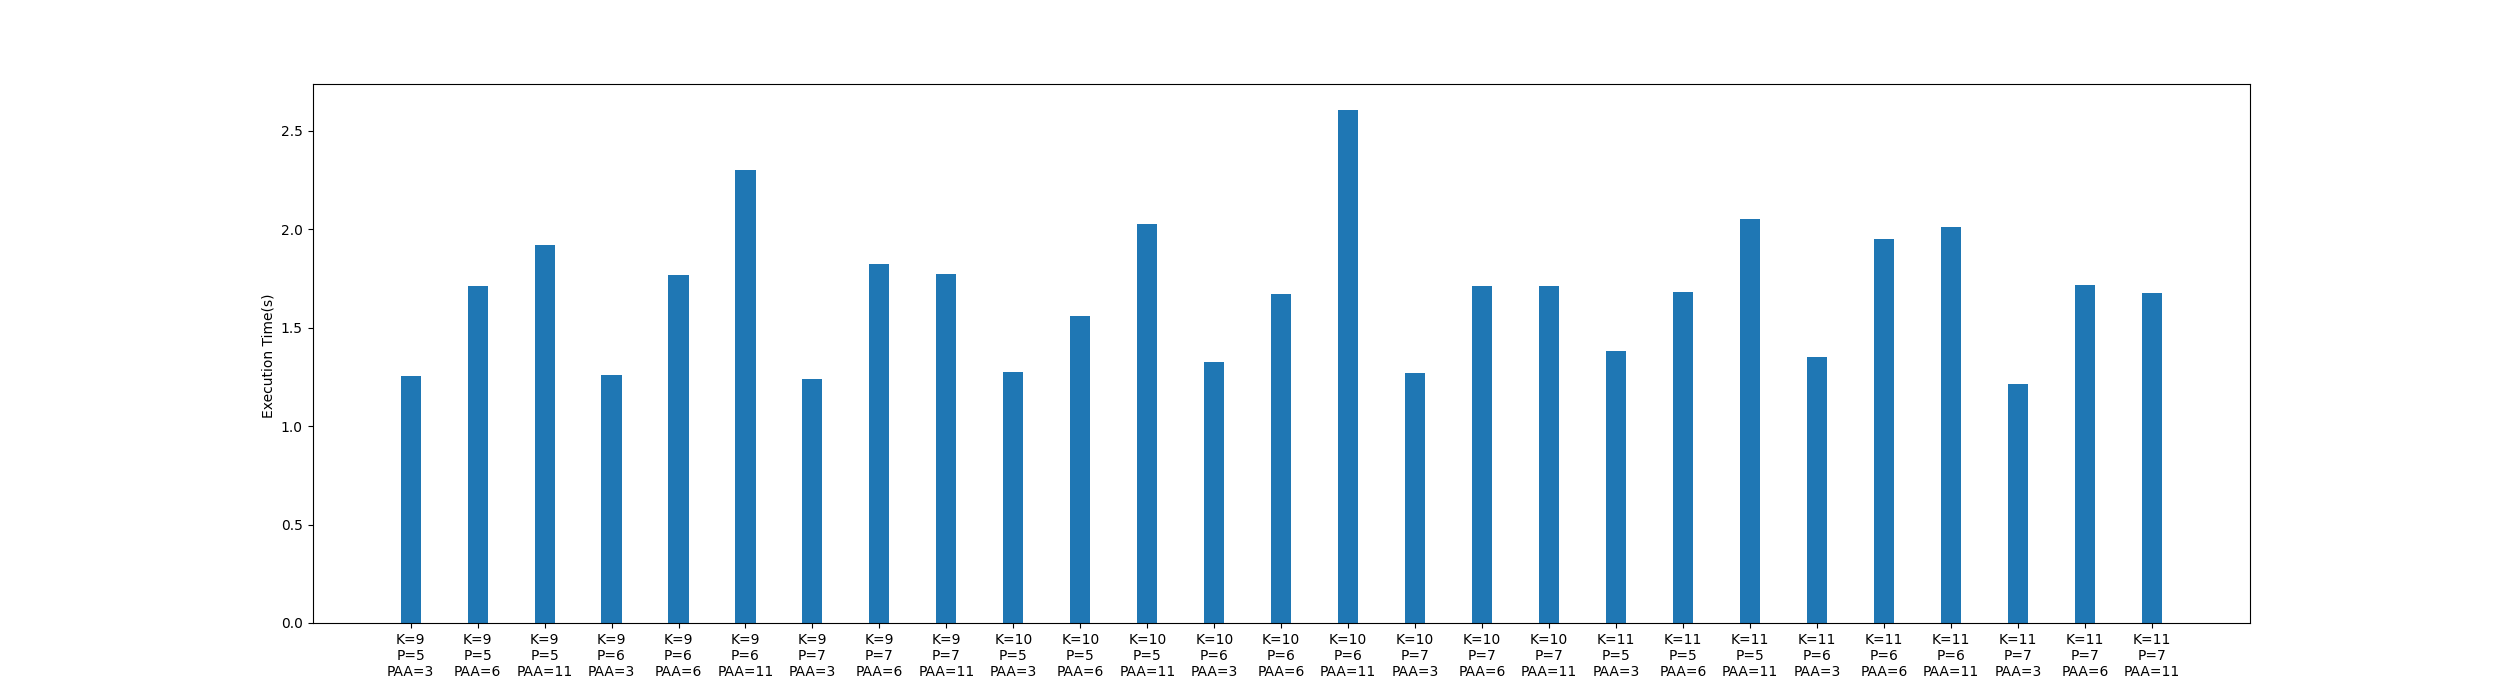 Execution Time(s)
2.5
2.0
1.5
1.0
0.5
0.0
K=9 K=9 K=9 K=9 K=9 K=9 K=9 K=9 K=9 K=10 K=10 K=10 K=10 K=10 K=10 K=10 K=10 K=10 K=11 K=11 K=11 K=11 K=11 K=11 K=11 K=11 K=11
P=5 P=5 P=5 P=6 P=6 P=6 P=7 P=7 P=7 P=5 P=5 P=5 P=6 P=6 P=6 P=7 P=7 P=7 P=5 P=5 P=5 P=6 P=6 P=6 P=7 P=7 P=7
PAA=3 PAA=6 PAA=11 PAA=3 PAA=6 PAA=11 PAA=3 PAA=6 PAA=11 PAA=3 PAA=6 PAA=11 PAA=3 PAA=6 PAA=11 PAA=3 PAA=6 PAA=11 PAA=3 PAA=6 PAA=11 PAA=3 PAA=6 PAA=11 PAA=3 PAA=6 PAA=11